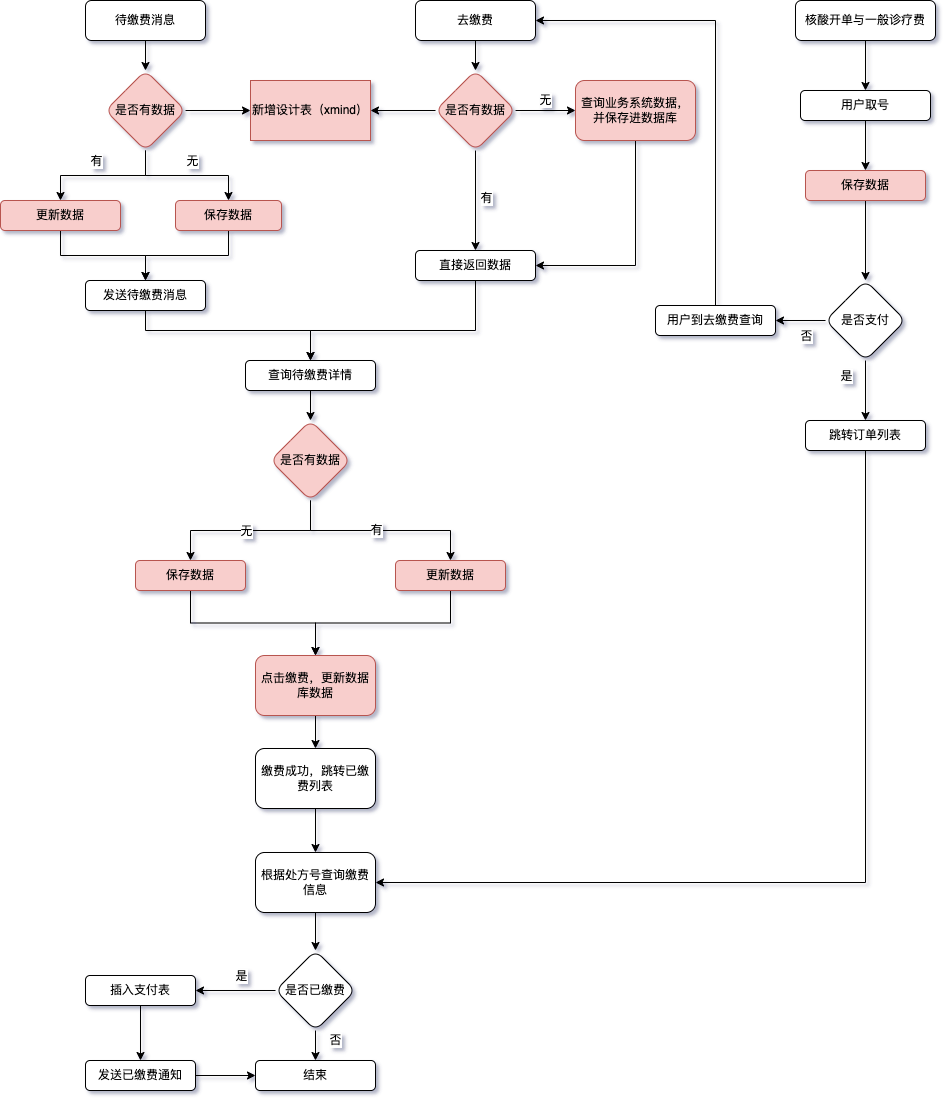 待缴费消息
去缴费
核酸开单与一般诊疗费
是否有数据
新增设计表（xmind）
是否有数据
无
查询业务系统数据，
并保存进数据库
用户取号
有
无
保存数据
更新数据
保存数据
有
直接返回数据
发送待缴费消息
用户到去缴费查询
否
是否支付
查询待缴费详情
是
跳转订单列表
是否有数据
无
有
保存数据
更新数据
点击缴费，更新数据
库数据
缴费成功，跳转已缴
费列表
根据处方号查询缴费
信息
是
插入支付表
是否已缴费
否
发送已缴费通知
结束